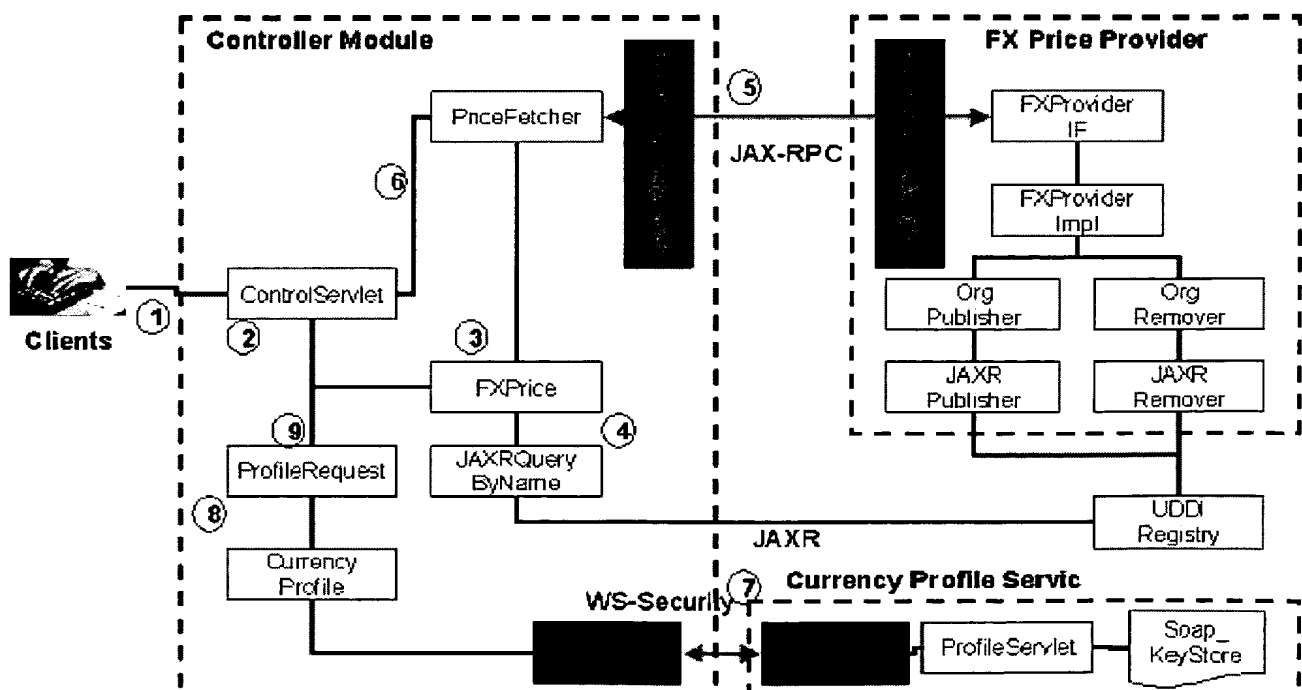 Controller Module
FX Price Provider
5
PriceFetcher
FXProvider
IF
JAX-RPC
6
FXProvider
Impl
ControlServlet
Org
Publisher
Org
Remover
1
2
Clients
3
FXPrice
JAXR
Publisher
JAXR
Remover
9
4
ProfileRequest
JAXRQuery
ByName
8
UDDI
Registry
JAXR
Currency
Profile
7
Currency Profile Servic
WS-Security
ProfileServlet
Soap_
KeyStore